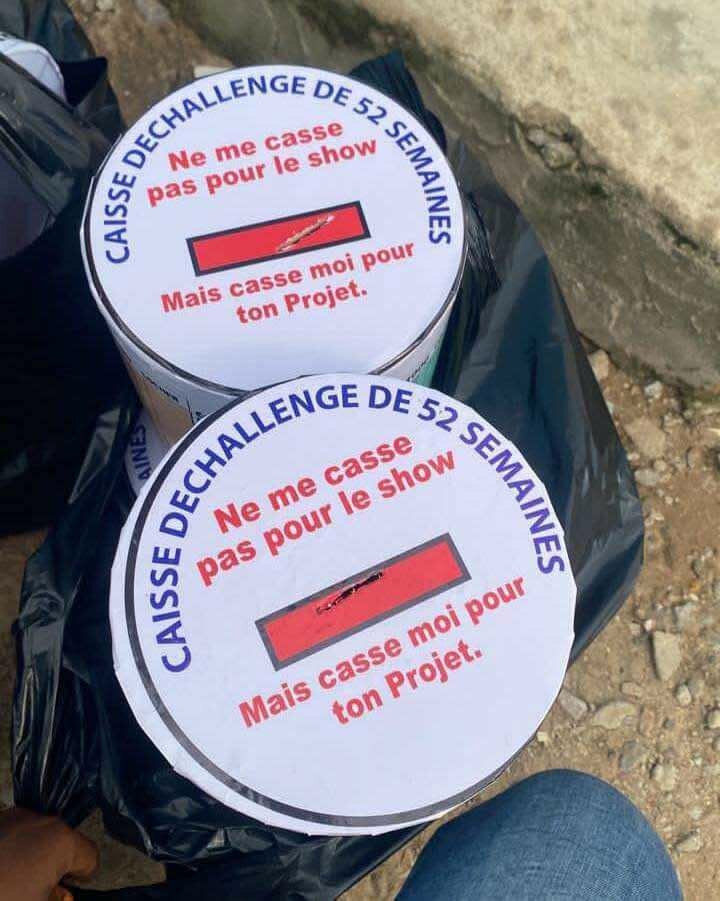 CAISSE DECHALLENGE DE 52 SEMAINES
Ne me casse
pas pour le show
Mais casse moi pour
ton Projet.
CAISSE DECHALLENGE DE 52 SEMAINES
Ne me casse
pas pour le show
Mais casse moi pour
ton Projet.